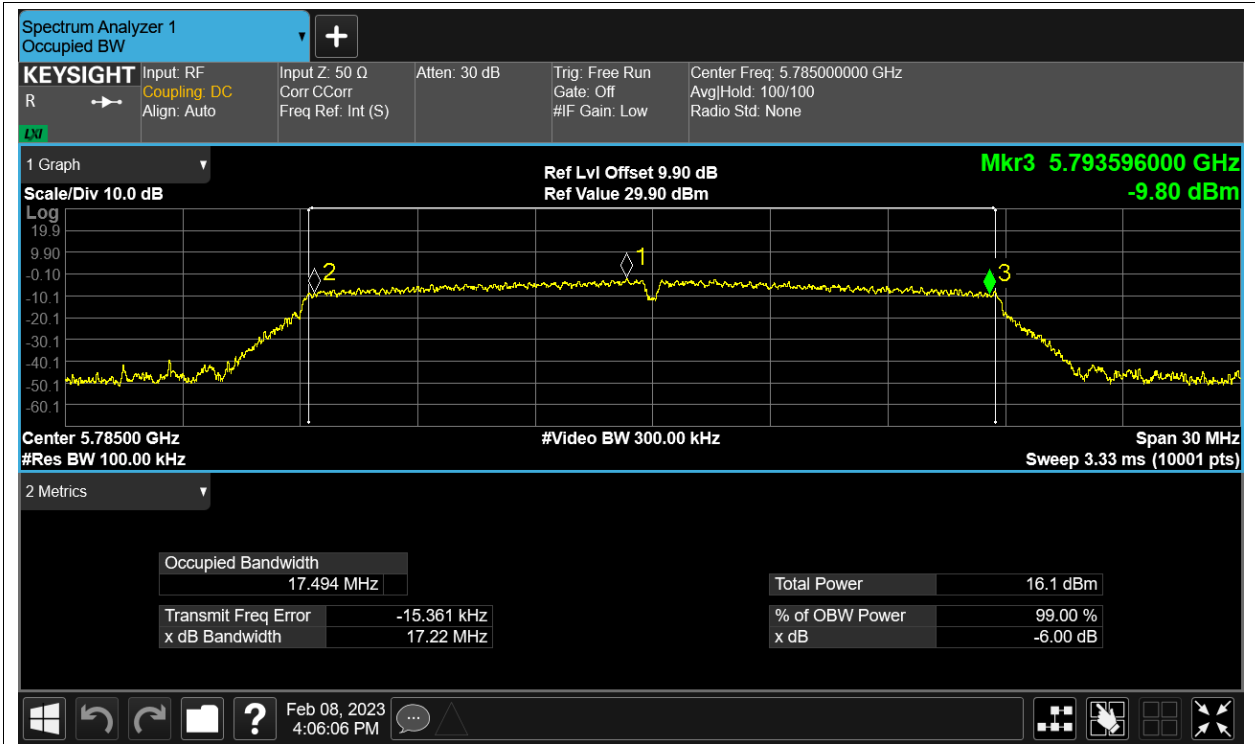 Spectrum Analyzer 1
Occupied BW
KEYSIGHT
R
LXI
Input: RF
Coupling: DC
Align: Auto
Input Z: 50 Ω
Corr CCorr
Freq Ref: Int (S)
Atten: 30 dB
Trig: Free Run
Gate: Off
#IF Gain: Low
Center Freq: 5.785000000 GHz
Avg|Hold: 100/100
Radio Std: None
1 Graph
Ref Lvl Offset 9.90 dB
Mkr3 5.793596000 GHz
Scale/Div 10.0 dB
Ref Value 29.90 dBm
-9.80 dBm
Log
19.9
9.90
-0.10
-10.1
-20.1
-30.1
-40.1
-50.1
-60.1
2
1
3
Center 5.78500 GHz
#Video BW 300.00 kHz
Span 30 MHz
#Res BW 100.00 kHz
Sweep 3.33 ms (10001 pts)
2 Metrics
Occupied Bandwidth
17.494 MHz
Total Power 16.1 dBm
Transmit Freq Error -15.361 kHz
% of OBW Power 99.00 %
x dB Bandwidth 17.22 MHz
x dB -6.00 dB
?
Feb 08, 2023
4:06:06 PM